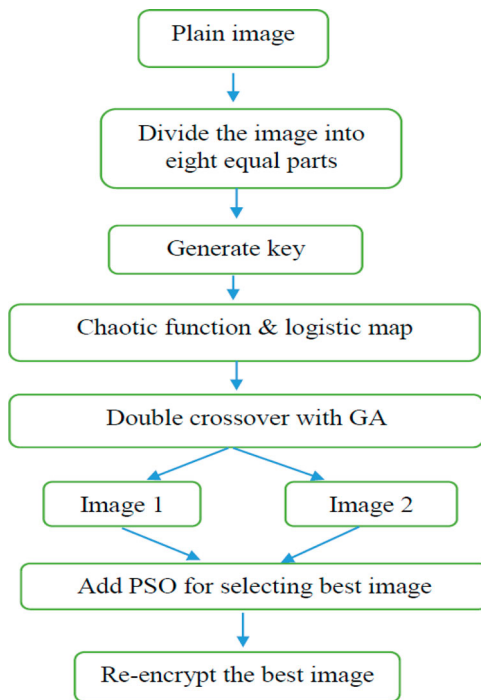 Plain image
Divide the image into
eight equal parts
Generate key
Chaotic function & logistic map
Double crossover with GA
Image 1
Image 2
Add PSO for selecting best image
Re-encrypt the best image